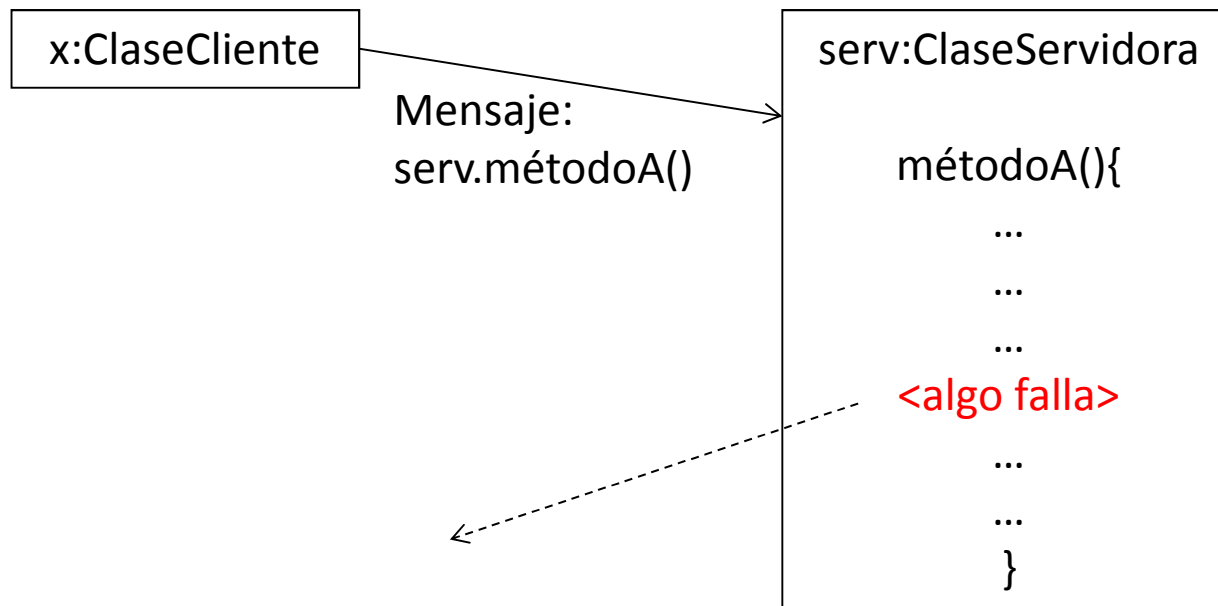 x:ClaseCliente
Mensaje:
serv.métodoA()
serv:ClaseServidora
métodoA(){
...
...
...
<algo falla>
...
...
}